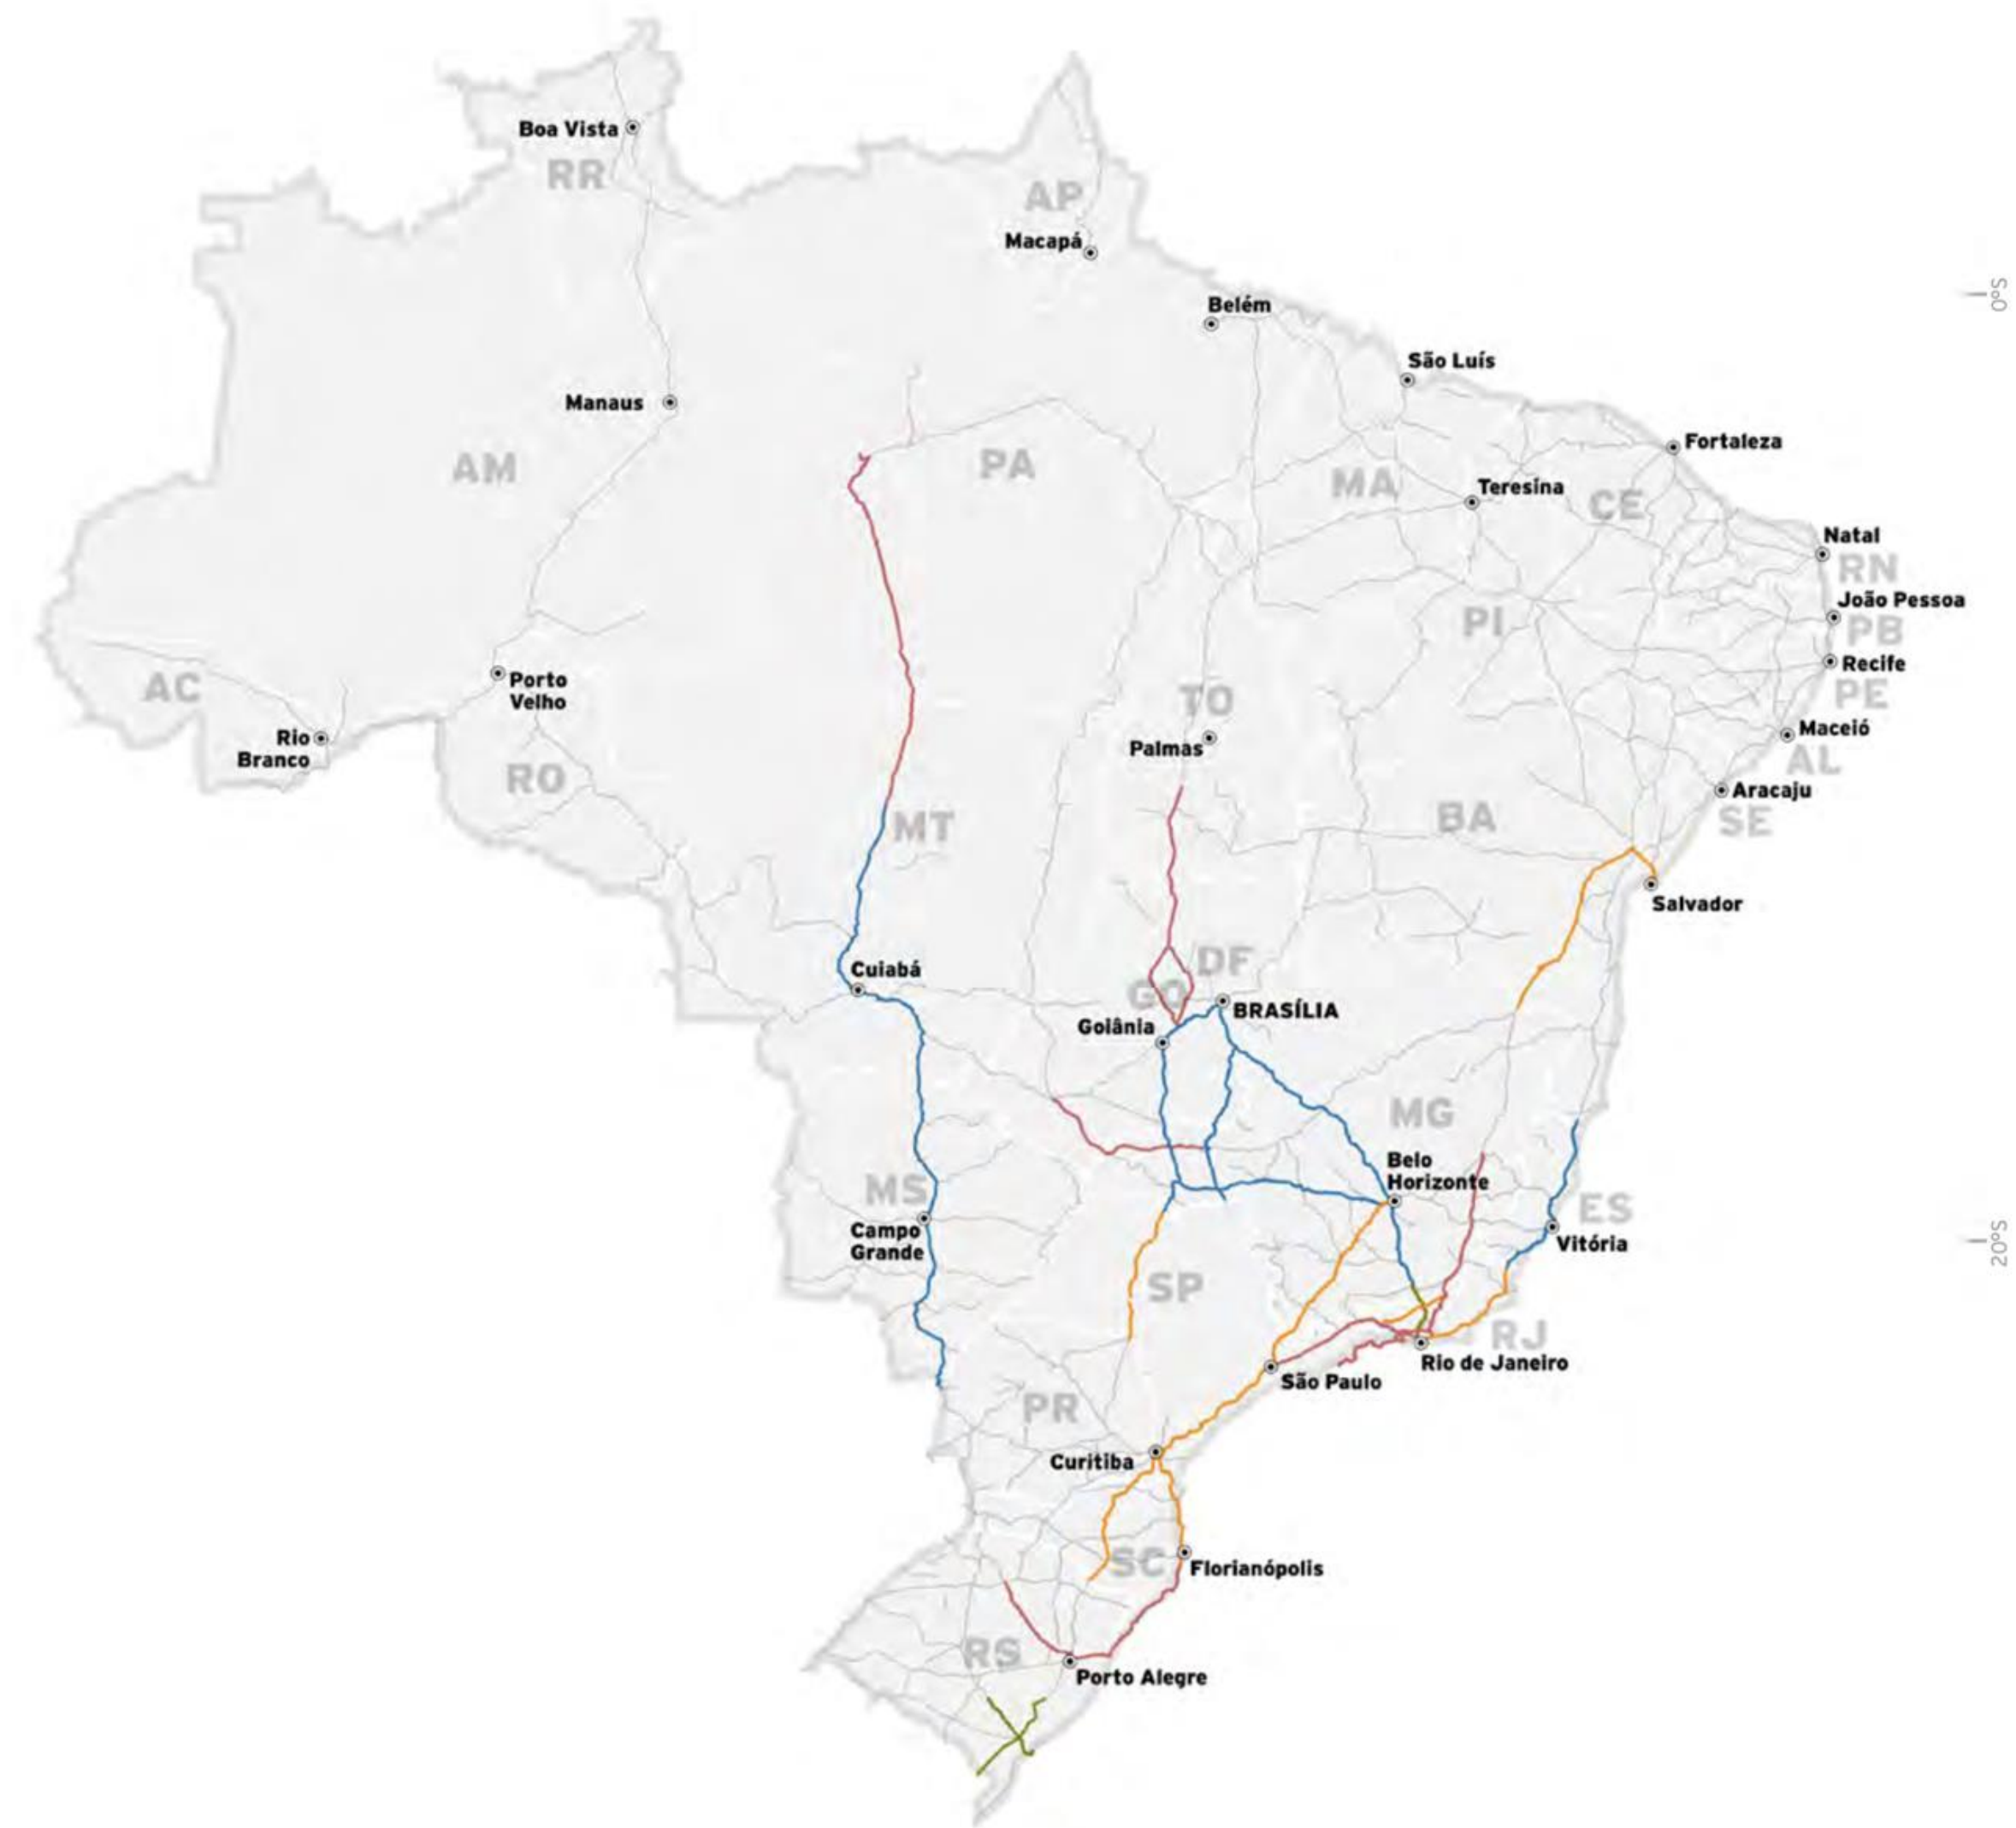 Boa Vista
RR
AP
Macapá
Belém
0°S
São Luís
Manaus
Fortaleza
AM
PA
MA
Teresina
CE
Natal
RN
João Pessoa
PB
Recife
PE
AC
Porto
Velho
PI
TO
Palmas
Maceió
AL
Rio
Branco
RO
Aracaju
SE
BA
MT
Salvador
Cuiabá
DF
GO
BRASÍLIA
Goiânia
MG
Belo
Horizonte
MS
ES
Campo
Grande
Vitória
20°S
SP
RJ
Rio de Janeiro
São Paulo
PR
Curitiba
SC
Florianópolis
RS
Porto Alegre